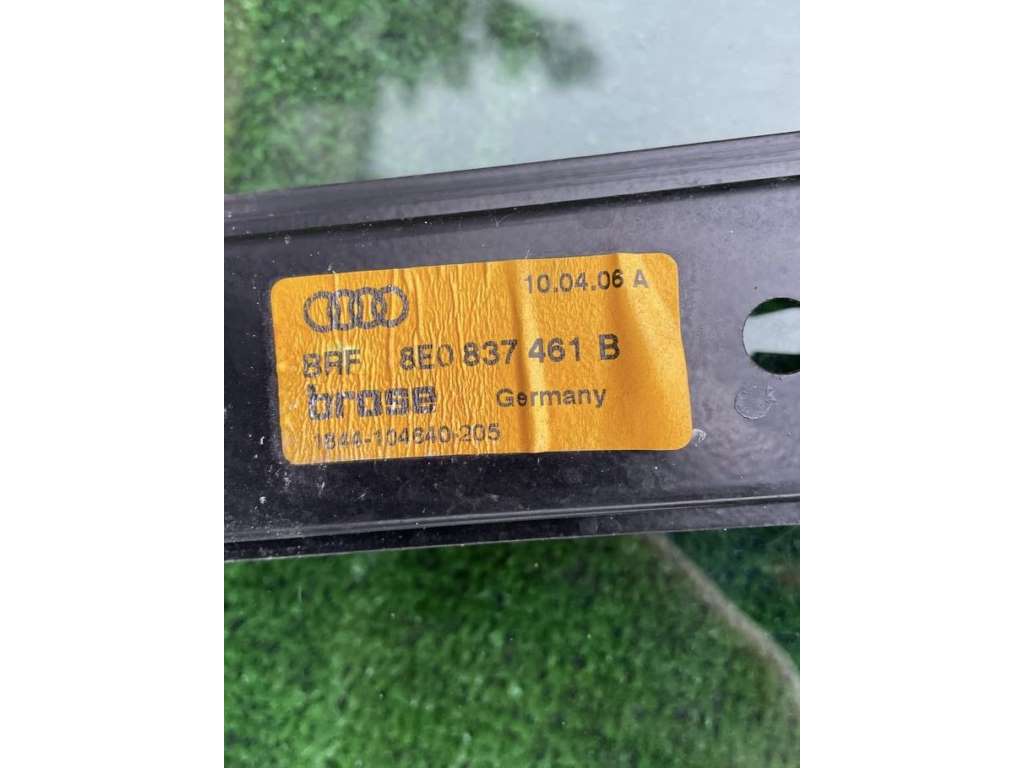 10.04.06 A
BRF 8E0 837 461 B
brose Germany
1844-104640-205